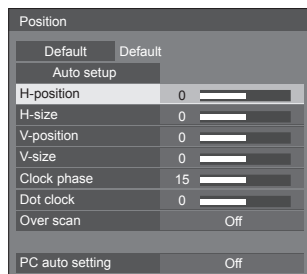 Position
Default Default
Auto setup
H-position 0
H-size 0
V-position 0
V-size 0
Clock phase 15
Dot clock 0
Over scan Off
PC auto setting Off